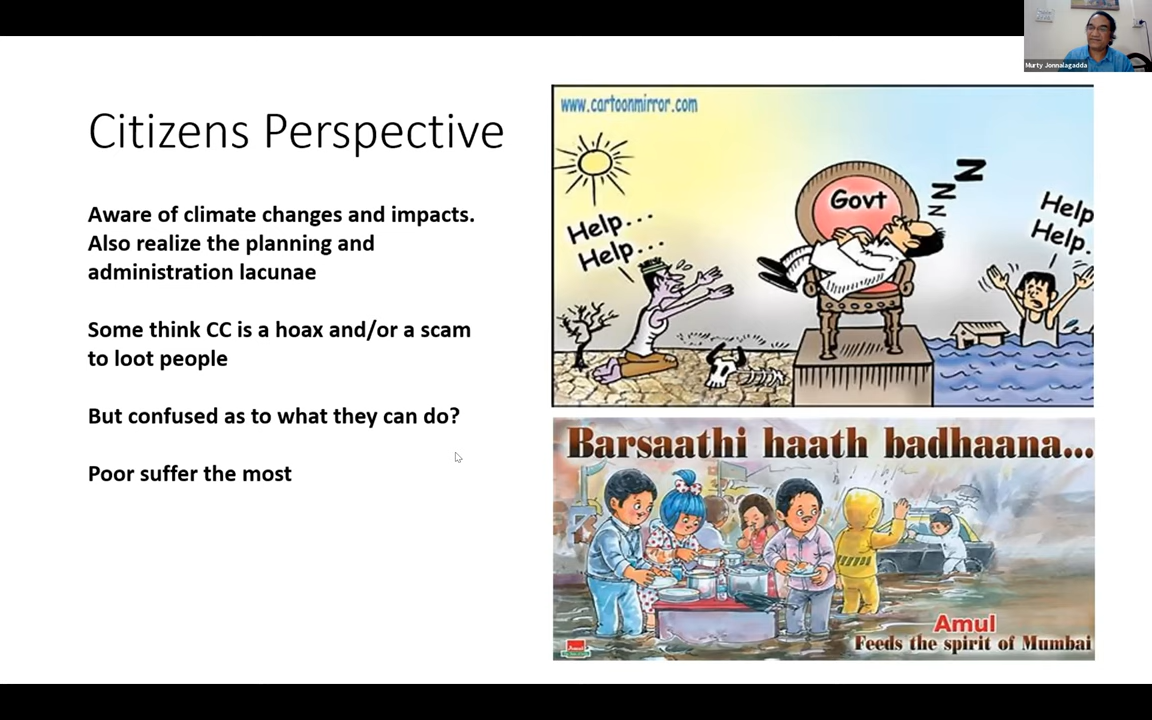 Murty Jonnalagadda
Citizens Perspective
Aware of climate changes and impacts.
Also realize the planning and
administration lacunae
Some think CC is a hoax and/or a scam
to loot people
But confused as to what they can do?
Poor suffer the most
www.cartoonmirror.com
Help...
Help...
Govt
Z
Z
Z
Help
Help.
Barsaathi haath badhaana...
Amul
Feeds the spirit of Mumbai